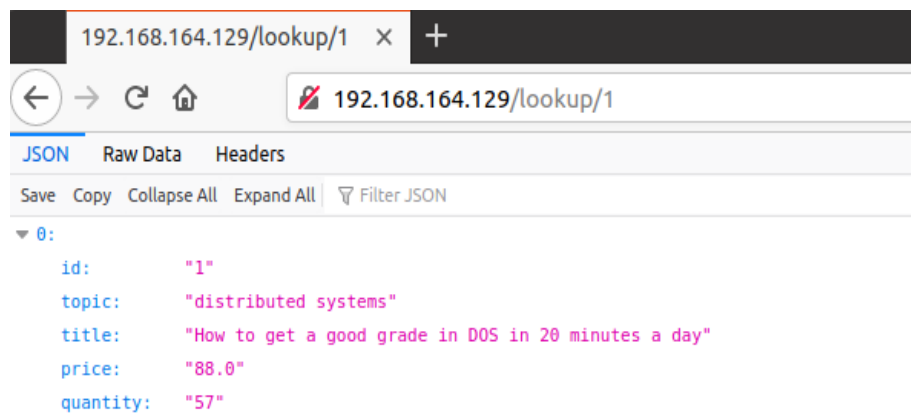 192.168.164.129/lookup/1
192.168.164.129/lookup/1
JSON Raw Data Headers
Save Copy Collapse All Expand All Filter JSON
0:
id: "1"
topic: "distributed systems"
title: "How to get a good grade in DOS in 20 minutes a day"
price: "88.0"
quantity: "57"